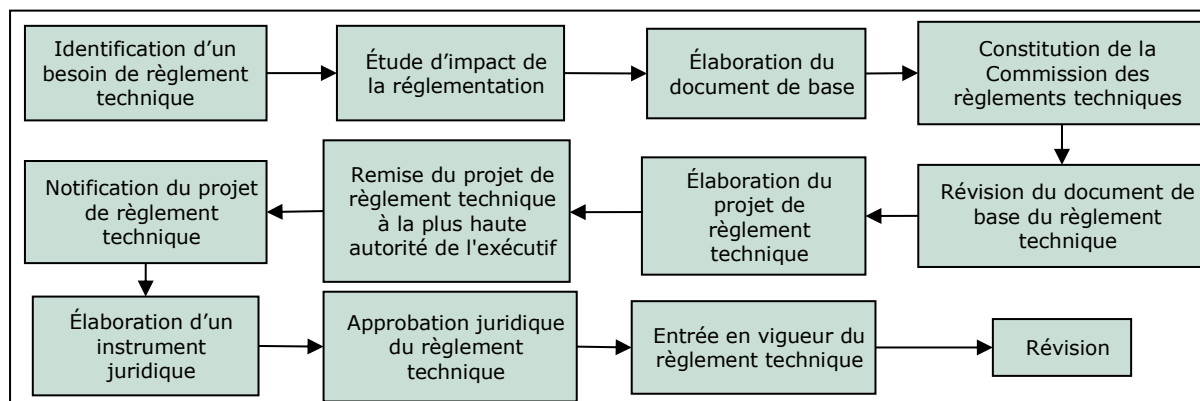 Identification d’un
besoin de règlement
technique
Étude d’impact de
la réglementation
Élaboration du
document de base
Constitution de la
Commission des
règlements techniques
Révision du document de
base du règlement
technique
Élaboration du
projet de
règlement
technique
Remise du projet de
règlement technique
à la plus haute
autorité de l'exécutif
Notification du projet
de règlement
technique
Élaboration d’un
instrument
juridique
Approbation juridique
du règlement
technique
Entrée en vigueur du
règlement technique
Révision